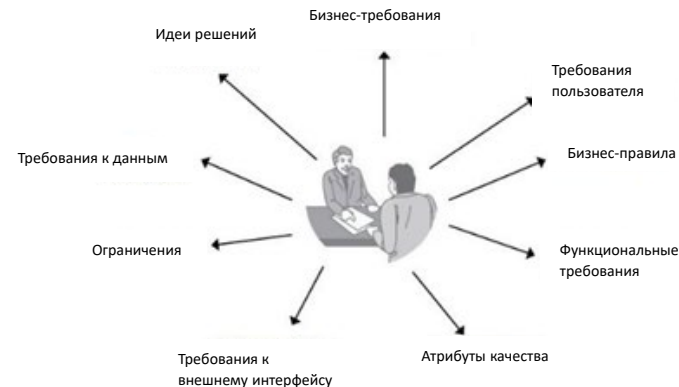 Бизнес-требования
Идеи решений
Требования
пользователя
Требования к данным
Бизнес-правила
Ограничения
Функциональные
требования
Требования к
внешнему интерфейсу
Атрибуты качества